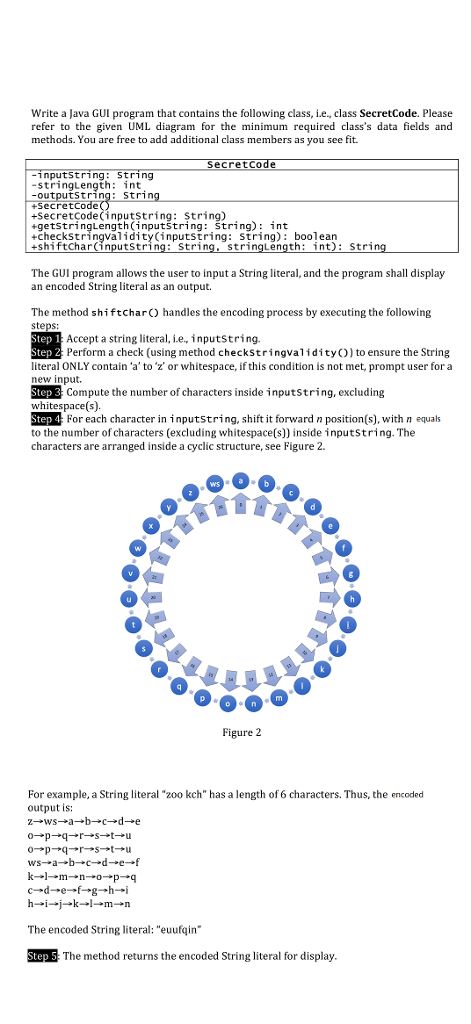 Write a Java GUI program that contains the following class, i.e., class SecretCode. Please
refer to the given UML diagram for the minimum required class's data fields and
methods. You are free to add additional class members as you see fit.
SecretCode
-inputString: String
-stringLength: int
-outputString: String
+SecretCode()
+SecretCode(inputString: String)
+getStringLength(inputString: String): int
+checkStringValidity(inputString: String): boolean
+shiftChar(inputString: String, stringLength: int): String
The GUI program allows the user to input a String literal, and the program shall display
an encoded String literal as an output.
The method shiftChar() handles the encoding process by executing the following
steps:
Step 1: Accept a string literal, i.e., inputString.
Step 2: Perform a check (using method checkStringValidity()) to ensure the String
literal ONLY contain 'a' to 'z' or whitespace, if this condition is not met, prompt user for a
new input.
Step 3: Compute the number of characters inside inputString, excluding
whitespace(s).
Step 4: For each character in inputString, shift it forward n position(s), with n equals
to the number of characters (excluding whitespace(s)) inside inputString. The
characters are arranged inside a cyclic structure, see Figure 2.
ws
a
b
c
d
e
f
g
h
i
j
k
l
m
n
o
p
q
r
s
t
u
v
w
x
y
z
Figure 2
For example, a String literal "zoo kch" has a length of 6 characters. Thus, the encoded
output is:
z→ws→a→b→c→d→e
o→p→q→r→s→t→u
o→p→q→r→s→t→u
ws→a→b→c→d→e→f
k→l→m→n→o→p→q
c→d→e→f→g→h→i
h→i→j→k→l→m→n
The encoded String literal: "euufqin"
Step 5: The method returns the encoded String literal for display.